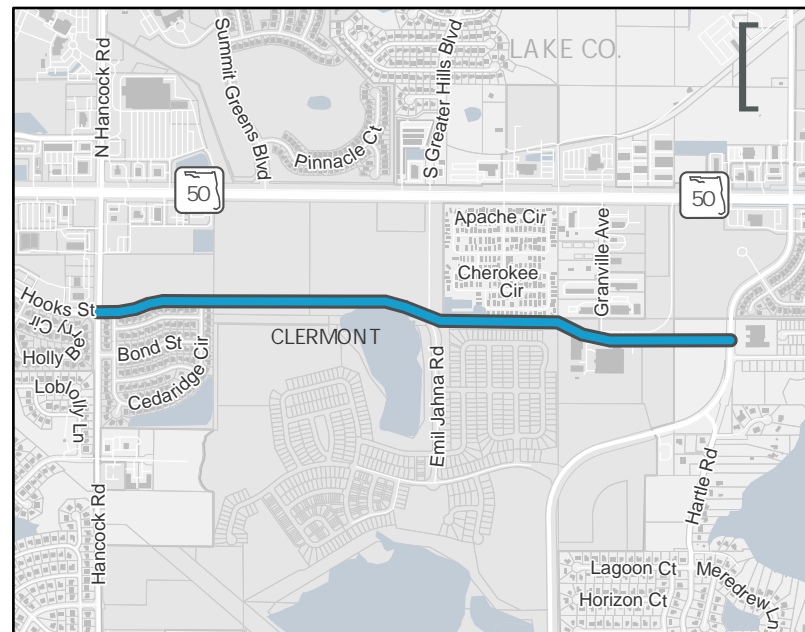 LAKE CO.
N Hancock Rd
Summit Greens Blvd
Pinnacle Ct
S Greater Hills Blvd
50
50
Apache Cir
Cherokee
Cir
Granville Ave
Hooks St
Berry Cir
Holly
Bond St
Cedaridge Cir
CLERMONT
Lob
olly Ln
Emil Jahna Rd
Hancock Rd
Hartle Rd
Lagoon Ct
Horizon Ct
Meredrew Ln